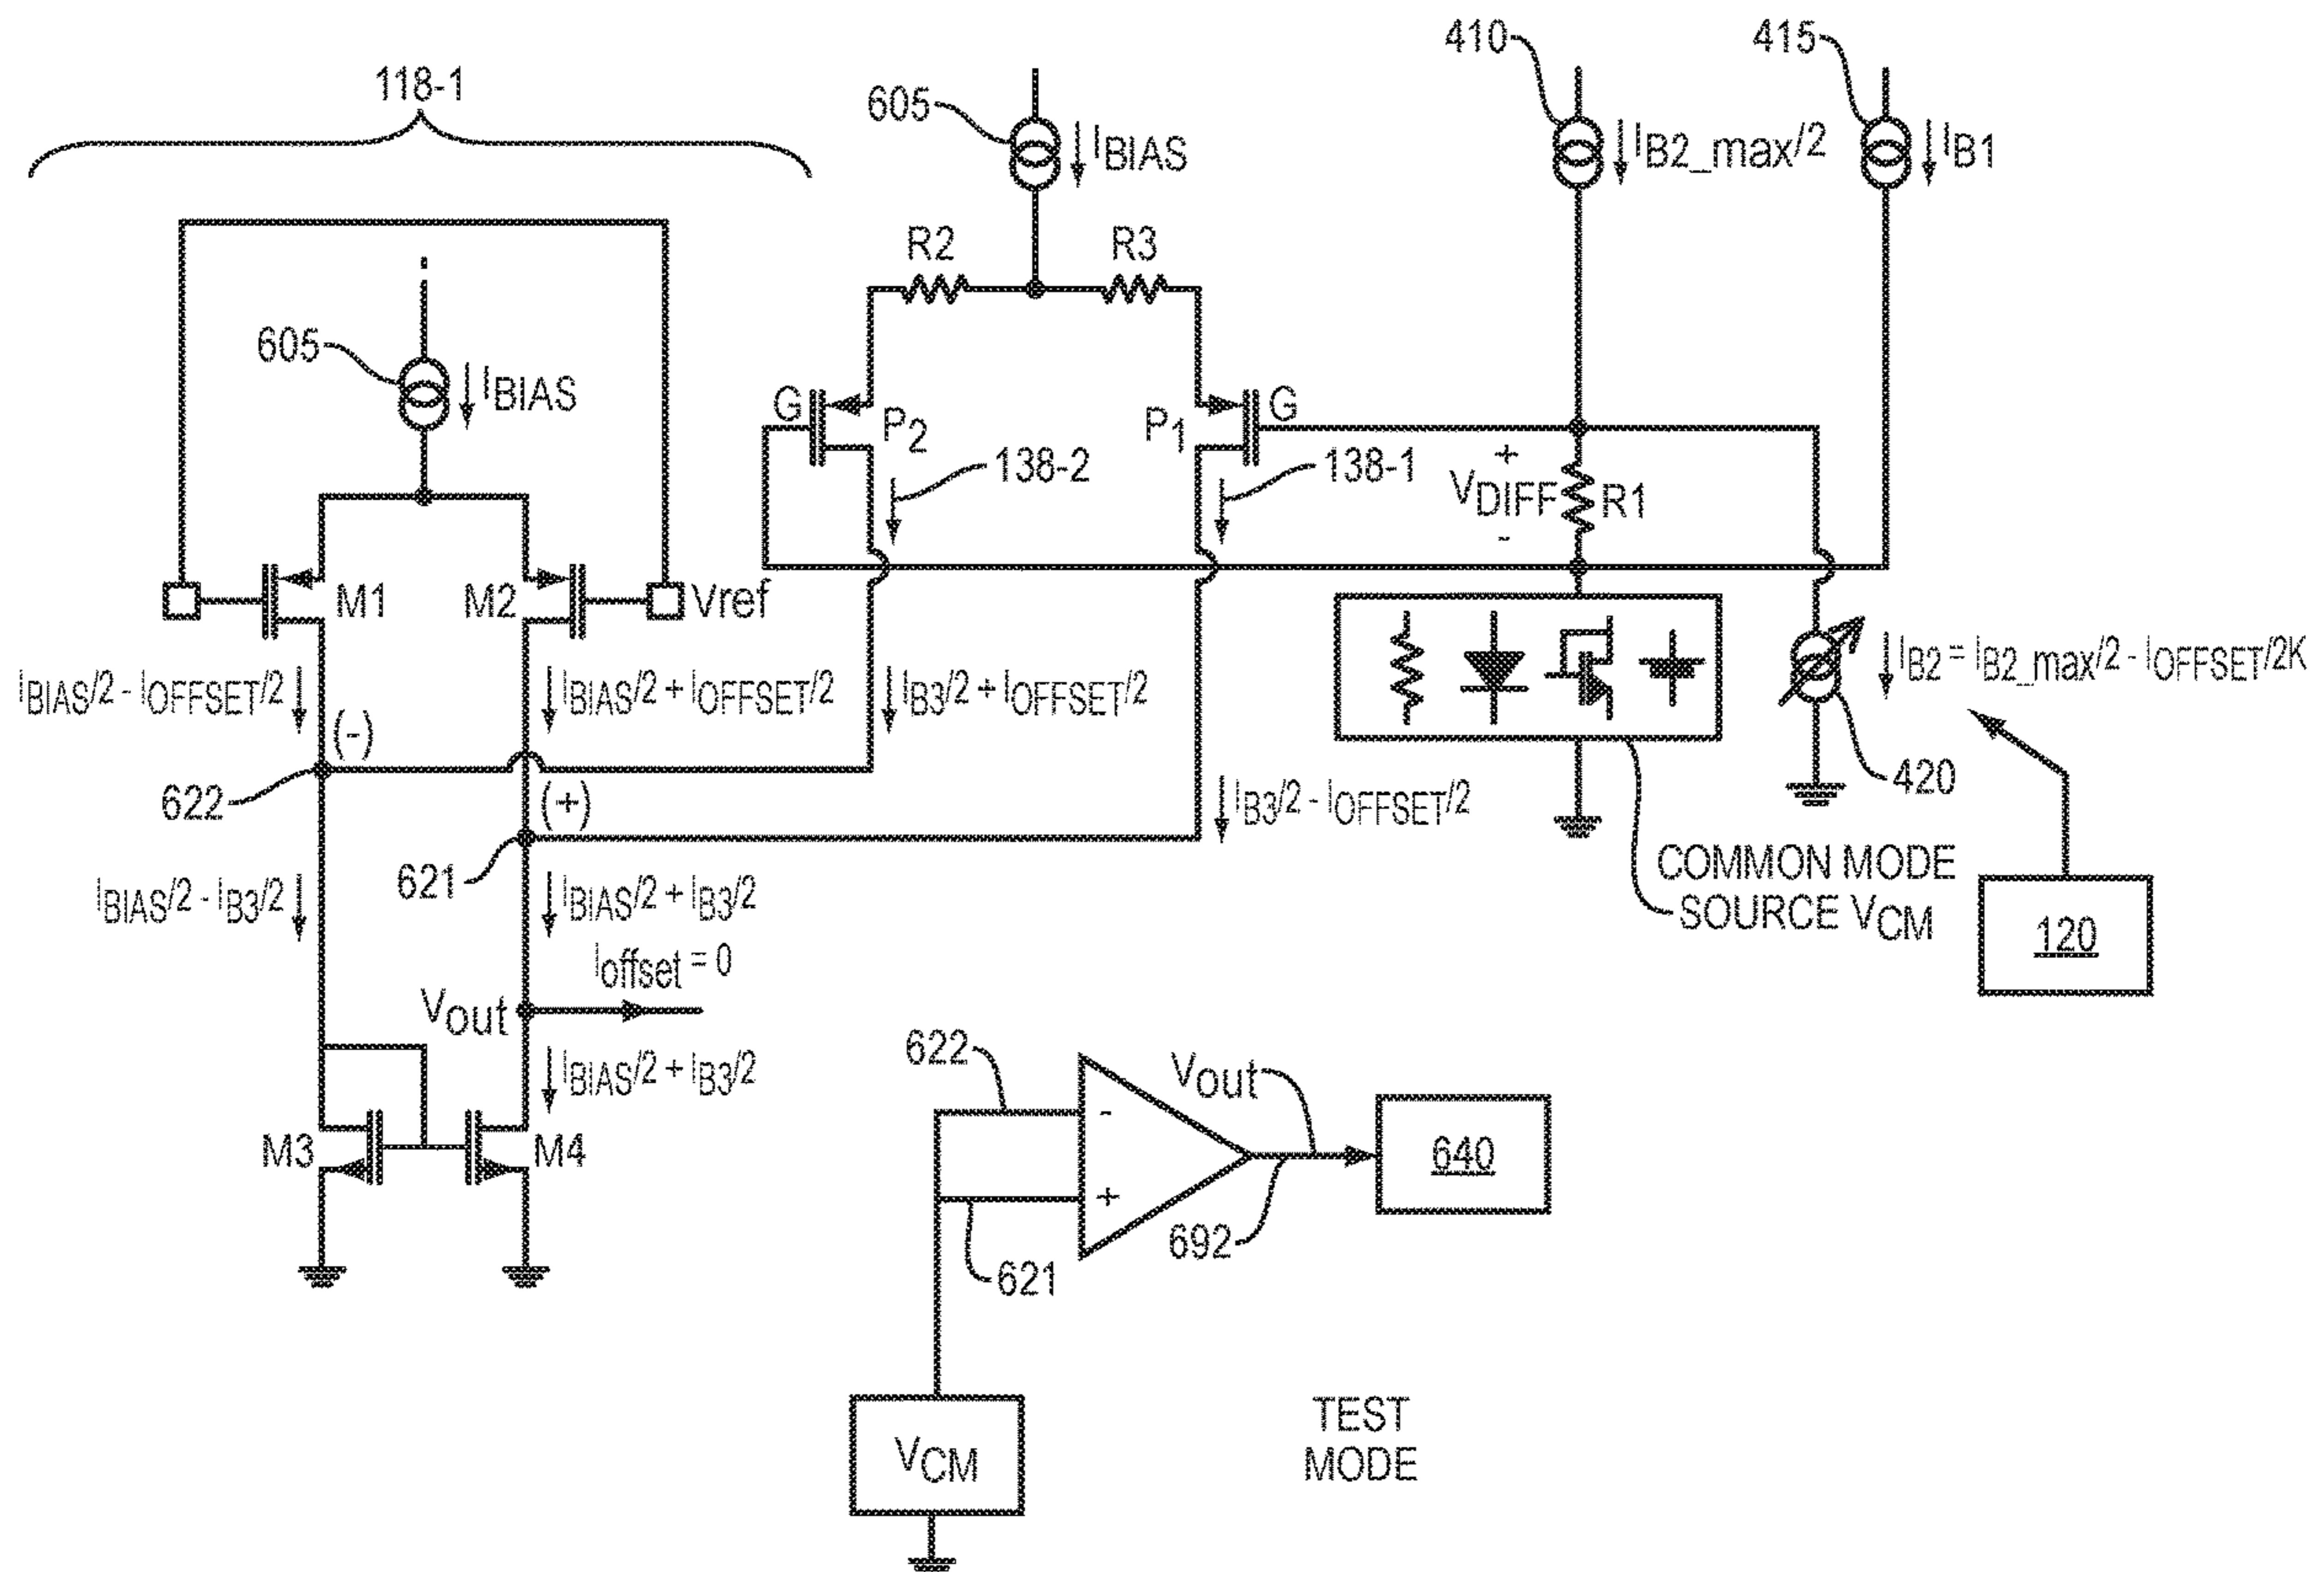 118-1
605
IBIAS
410
IB2_max/2
415
IB1
R2
R3
605
IBIAS
G
P2
P1
G
138-2
138-1
+
VDIFF
-
R1
M1
M2
Vref
IBIAS/2 - IOFFSET/2
IBIAS/2 + IOFFSET/2
IB3/2 + IOFFSET/2
IB2 = IB2_max/2 - IOFFSET/2K
(-)
622
(+)
IB3/2 - IOFFSET/2
420
621
IBIAS/2 - IB3/2
IBIAS/2 + IB3/2
COMMON MODE
SOURCE VCM
120
Ioffset = 0
Vout
IBIAS/2 + IB3/2
M3
M4
622
Vout
-
+
640
692
621
VCM
TEST
MODE